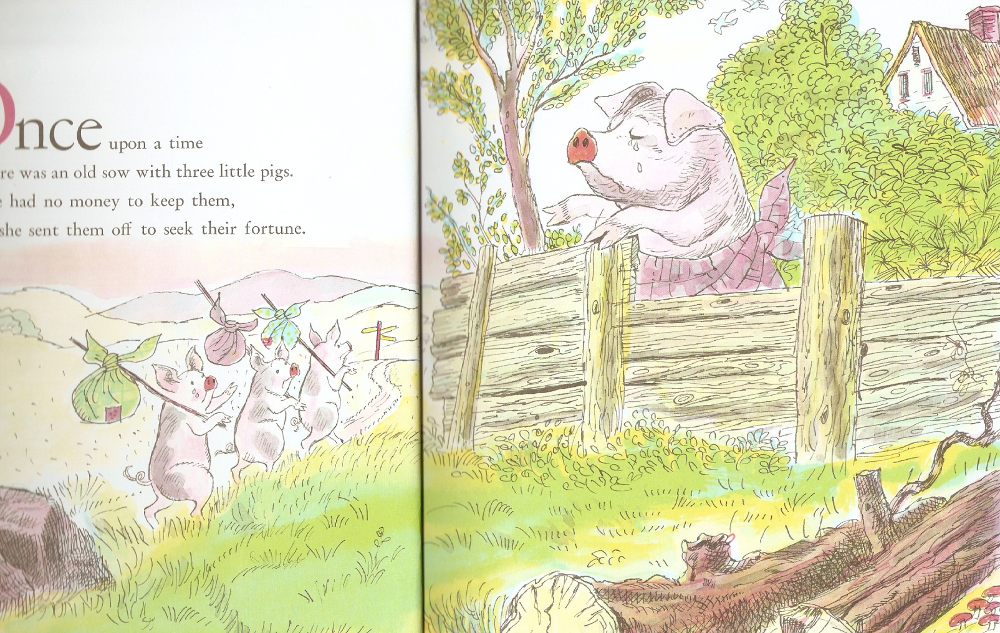 Once upon a time
re was an old sow with three little pigs.
e had no money to keep them,
she sent them off to seek their fortune.